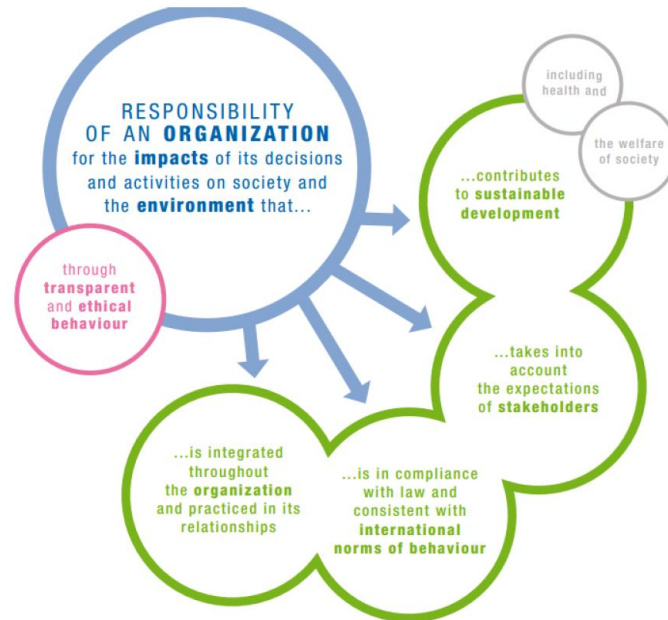 RESPONSIBILITY
OF AN ORGANIZATION
for the impacts of its decisions
and activities on society and
the environment that...
through
transparent
and ethical
behaviour
including
health and
the welfare
of society
...contributes
to sustainable
development
...takes into
account
the expectations
of stakeholders
...is in compliance
with law and
consistent with
international
norms of behaviour
...is integrated
throughout
the organization
and practiced in its
relationships